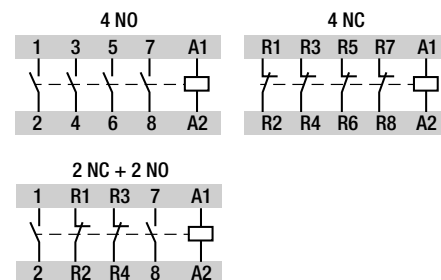 4 NO
1 3 5 7 A1
2 4 6 8 A2
4 NC
R1 R3 R5 R7 A1
R2 R4 R6 R8 A2
2 NC + 2 NO
1 R1 R3 7 A1
2 R2 R4 8 A2